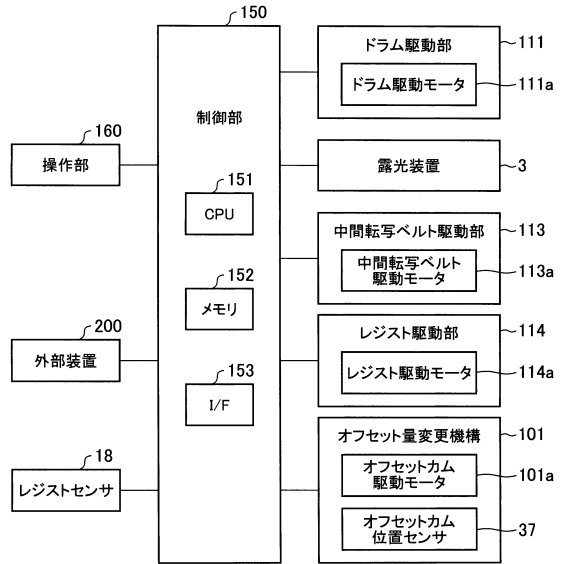 150
制御部
151
CPU
152
メモリ
153
I/F
160
操作部
200
外部装置
18
レジストセンサ
ドラム駆動部
111
ドラム駆動モータ
111a
露光装置
3
中間転写ベルト駆動部
113
中間転写ベルト
駆動モータ
113a
レジスト駆動部
114
レジスト駆動モータ
114a
オフセット量変更機構
101
オフセットカム
駆動モータ
101a
オフセットカム
位置センサ
37